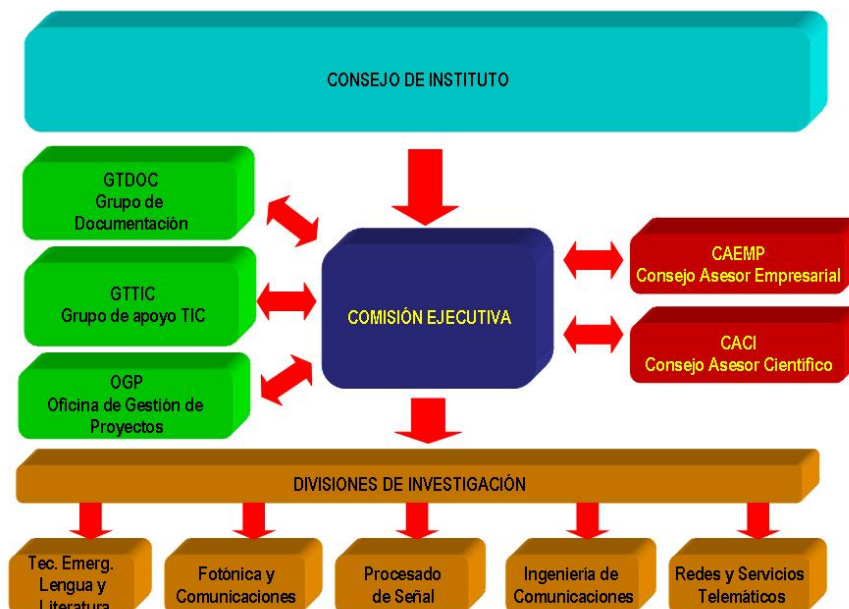 CONSEJO DE INSTITUTO
GTDOC
Grupo de
Documentación
GTTIC
Grupo de apoyo TIC
OGP
Oficina de Gestión de
Proyectos
COMISIÓN EJECUTIVA
CAEMP
Consejo Asesor Empresarial
CACI
Consejo Asesor Científico
DIVISIONES DE INVESTIGACIÓN
Tec. Emerg.
Lengua y
Literatura
Fotónica y
Comunicaciones
Procesado
de Señal
Ingeniería de
Comunicaciones
Redes y Servicios
Telemáticos